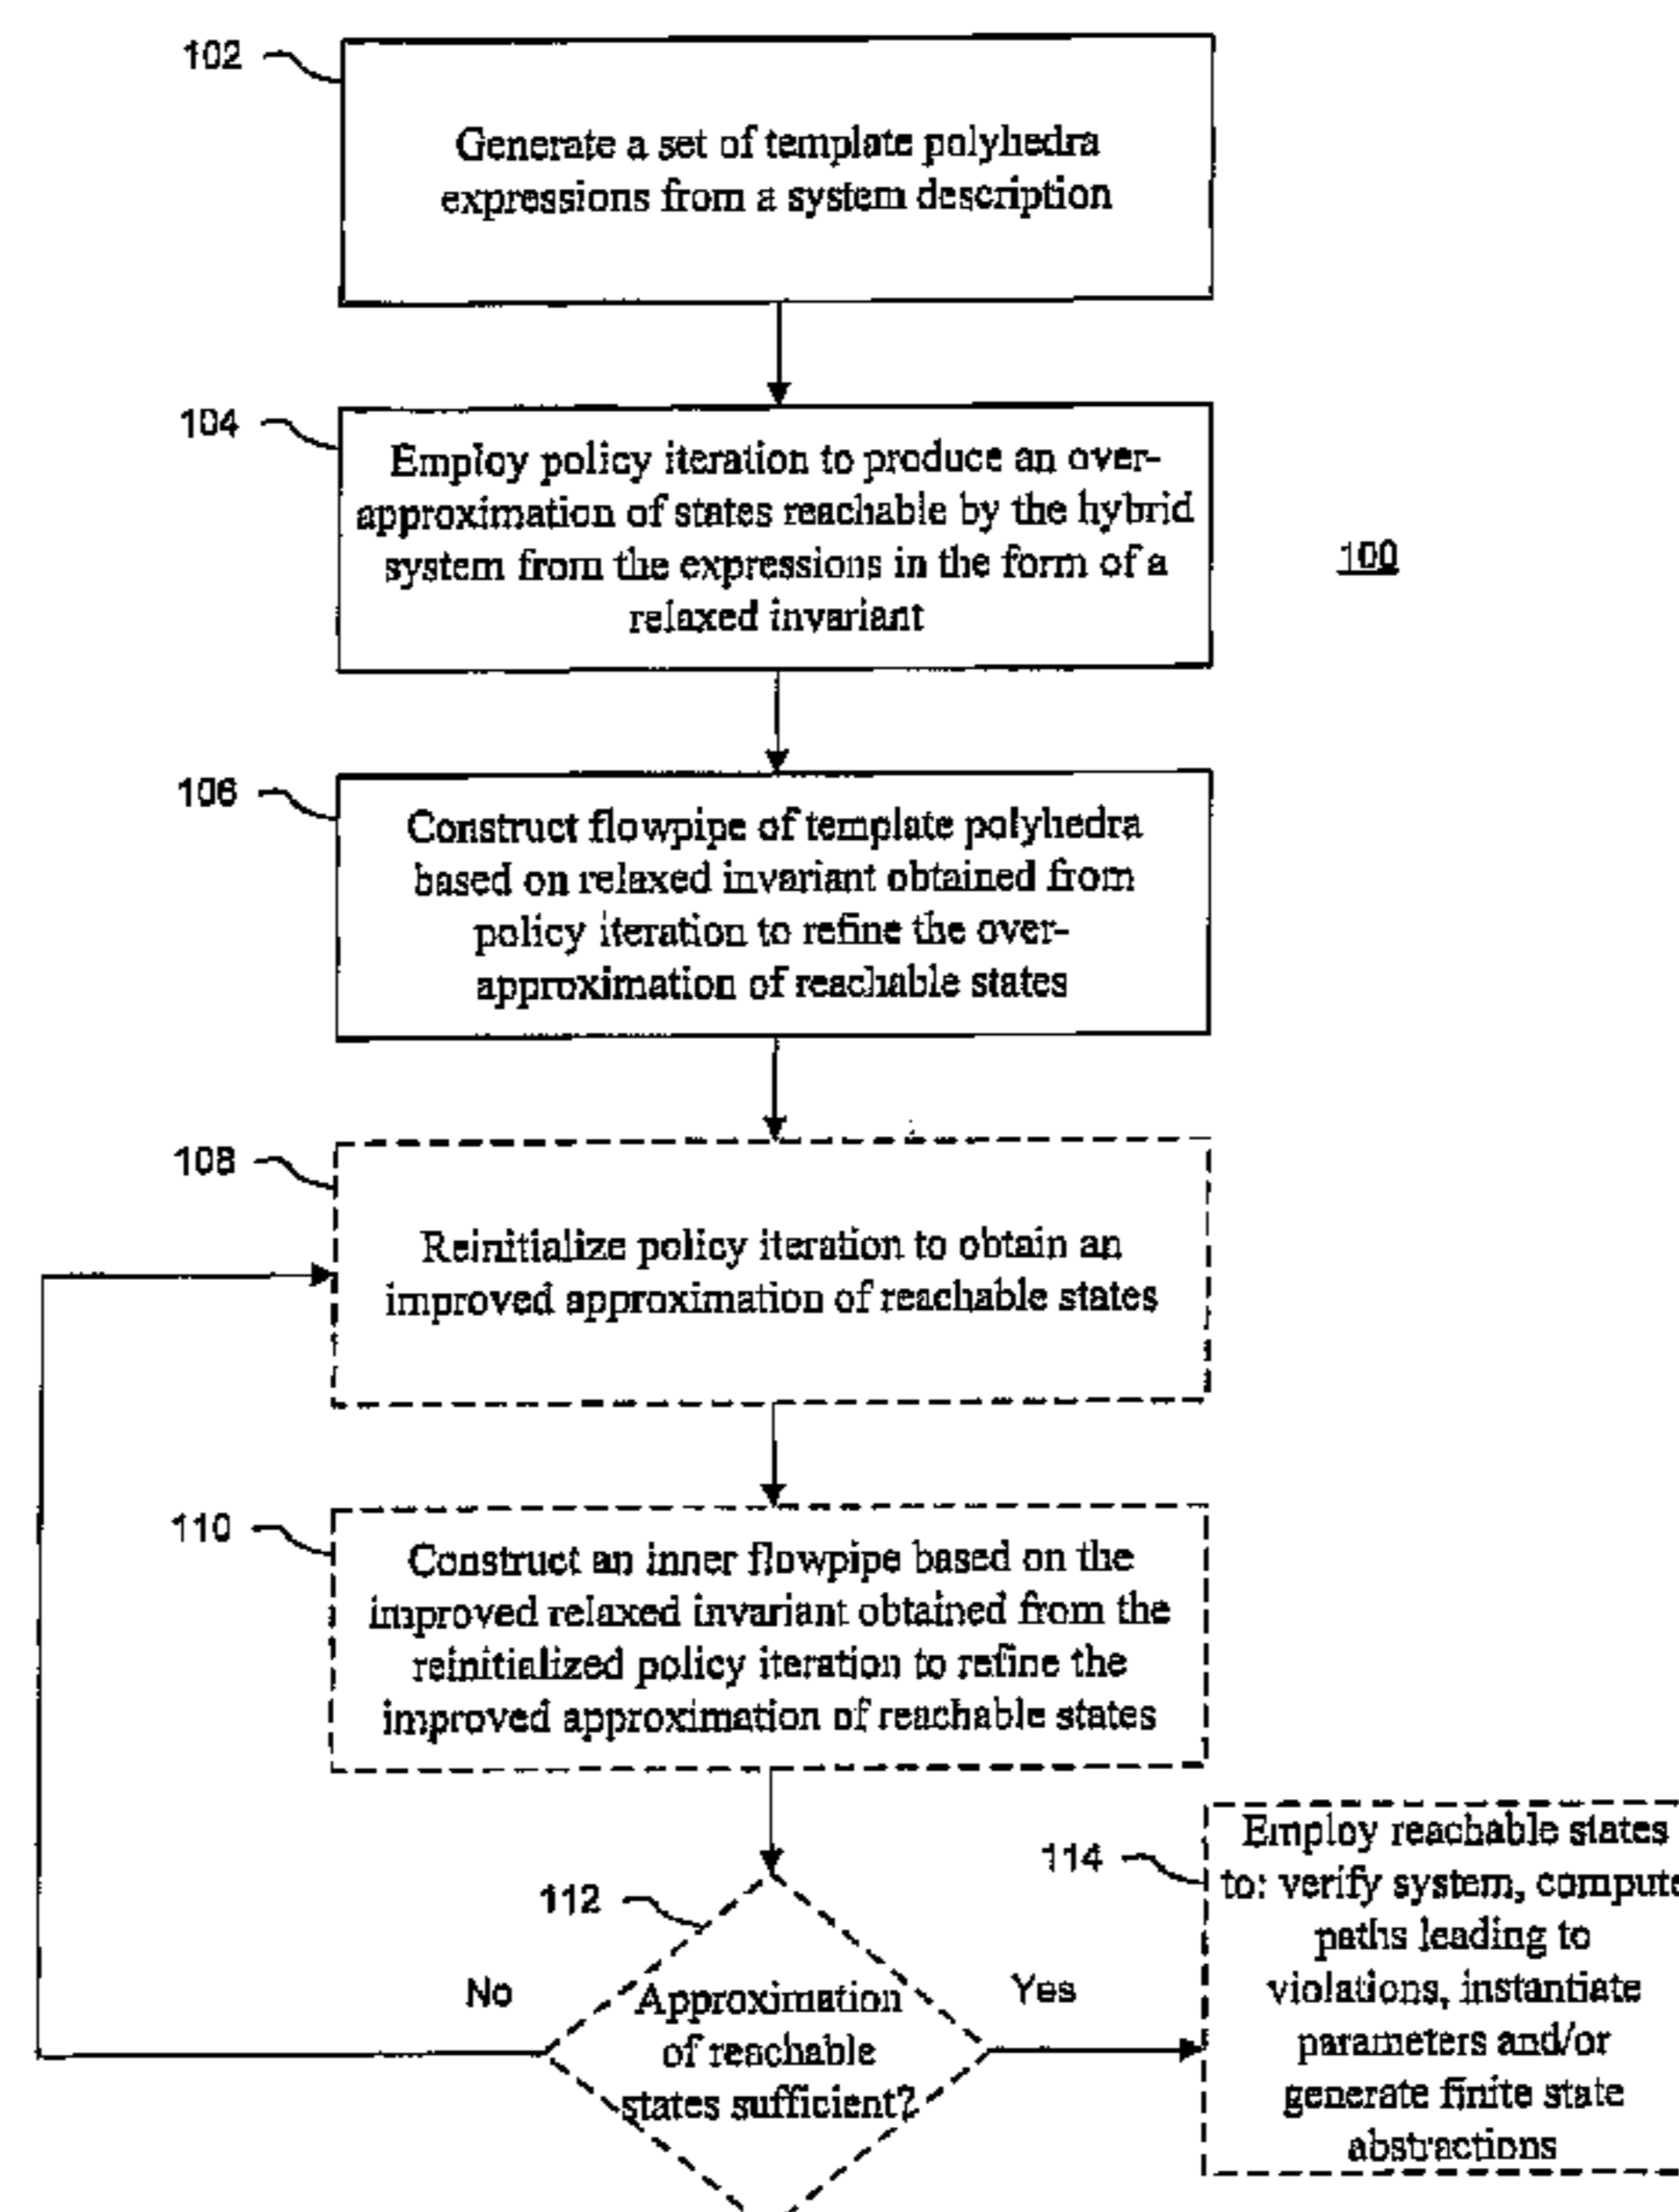 102
Generate a set of template polyhedra
expressions from a system description
104
Employ policy iteration to produce an over-
approximation of states reachable by the hybrid
system from the expressions in the form of a
relaxed invariant
100
106
Construct flowpipe of template polyhedra
based on relaxed invariant obtained from
policy iteration to refine the over-
approximation of reachable states
108
Reinitialize policy iteration to obtain an
improved approximation of reachable states
110
Construct an inner flowpipe based on the
improved relaxed invariant obtained from the
reinitialized policy iteration to refine the
improved approximation of reachable states
112
No
Approximation
of reachable
states sufficient?
Yes
114
Employ reachable states
to: verify system, compute
paths leading to
violations, instantiate
parameters and/or
generate finite state
abstractions